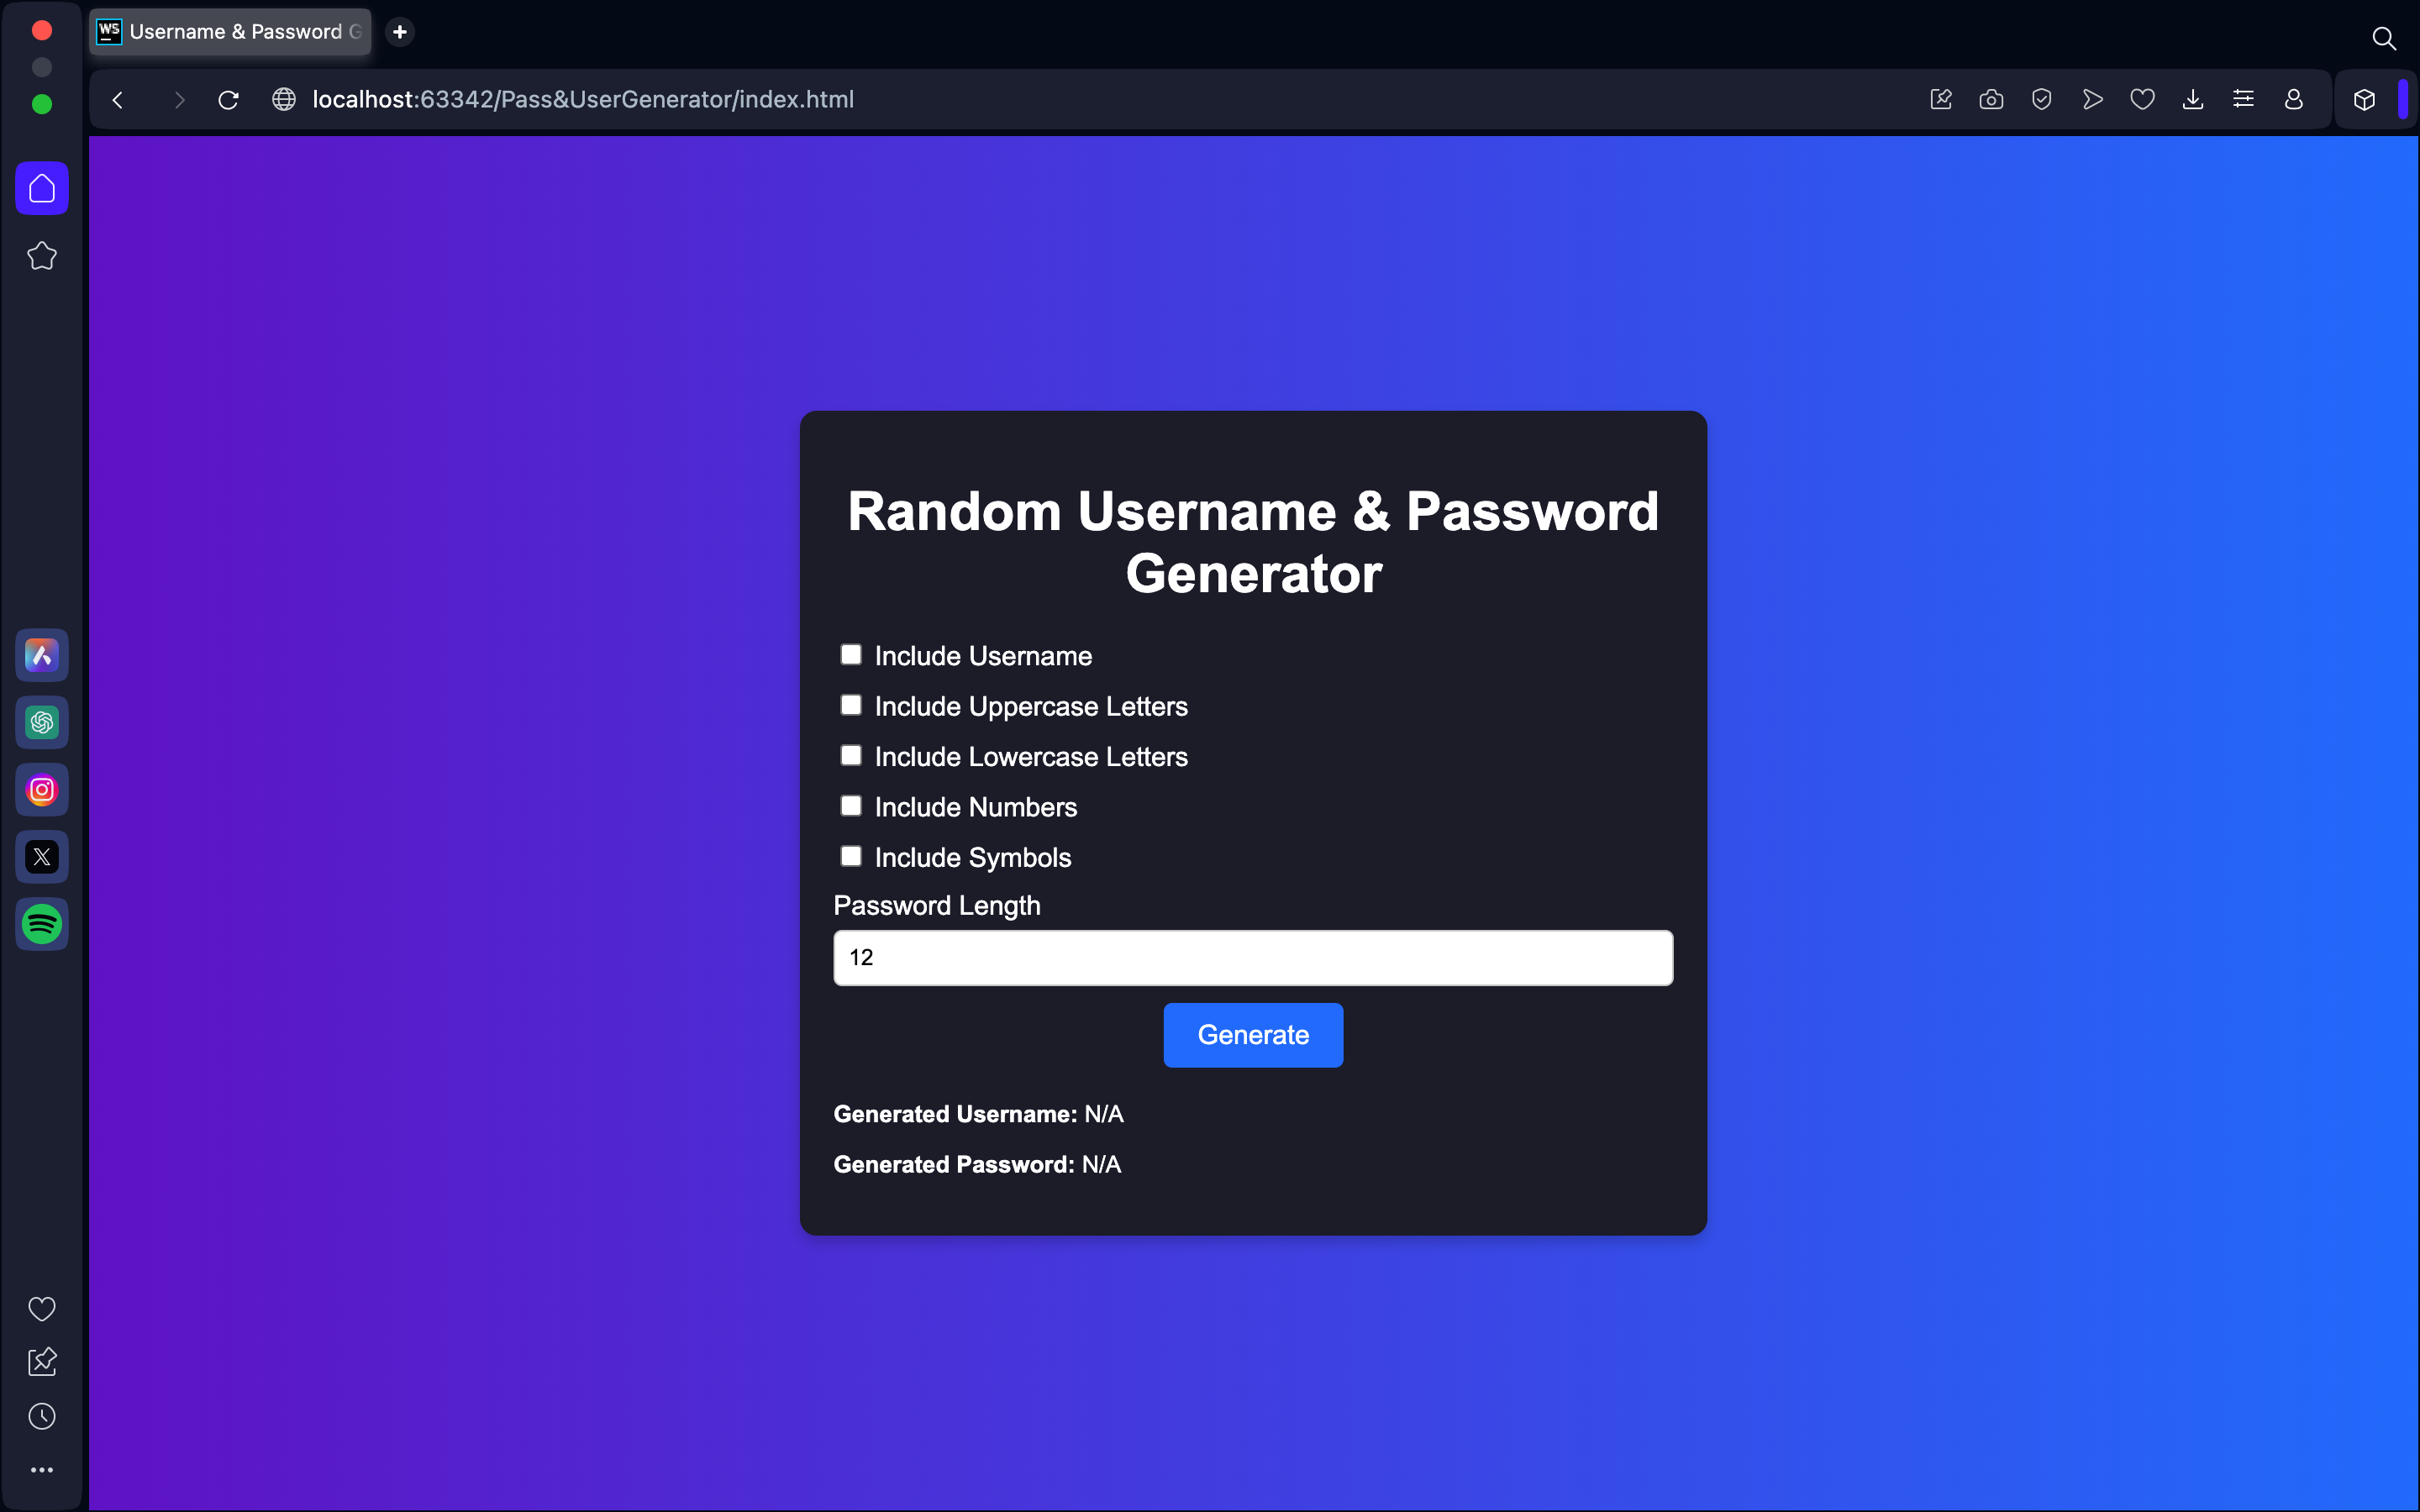 WS Username & Password G
localhost:63342/Pass&UserGenerator/index.html
Random Username & Password
Generator
Include Username
Include Uppercase Letters
Include Lowercase Letters
Include Numbers
Include Symbols
Password Length
12
Generate
Generated Username: N/A
Generated Password: N/A